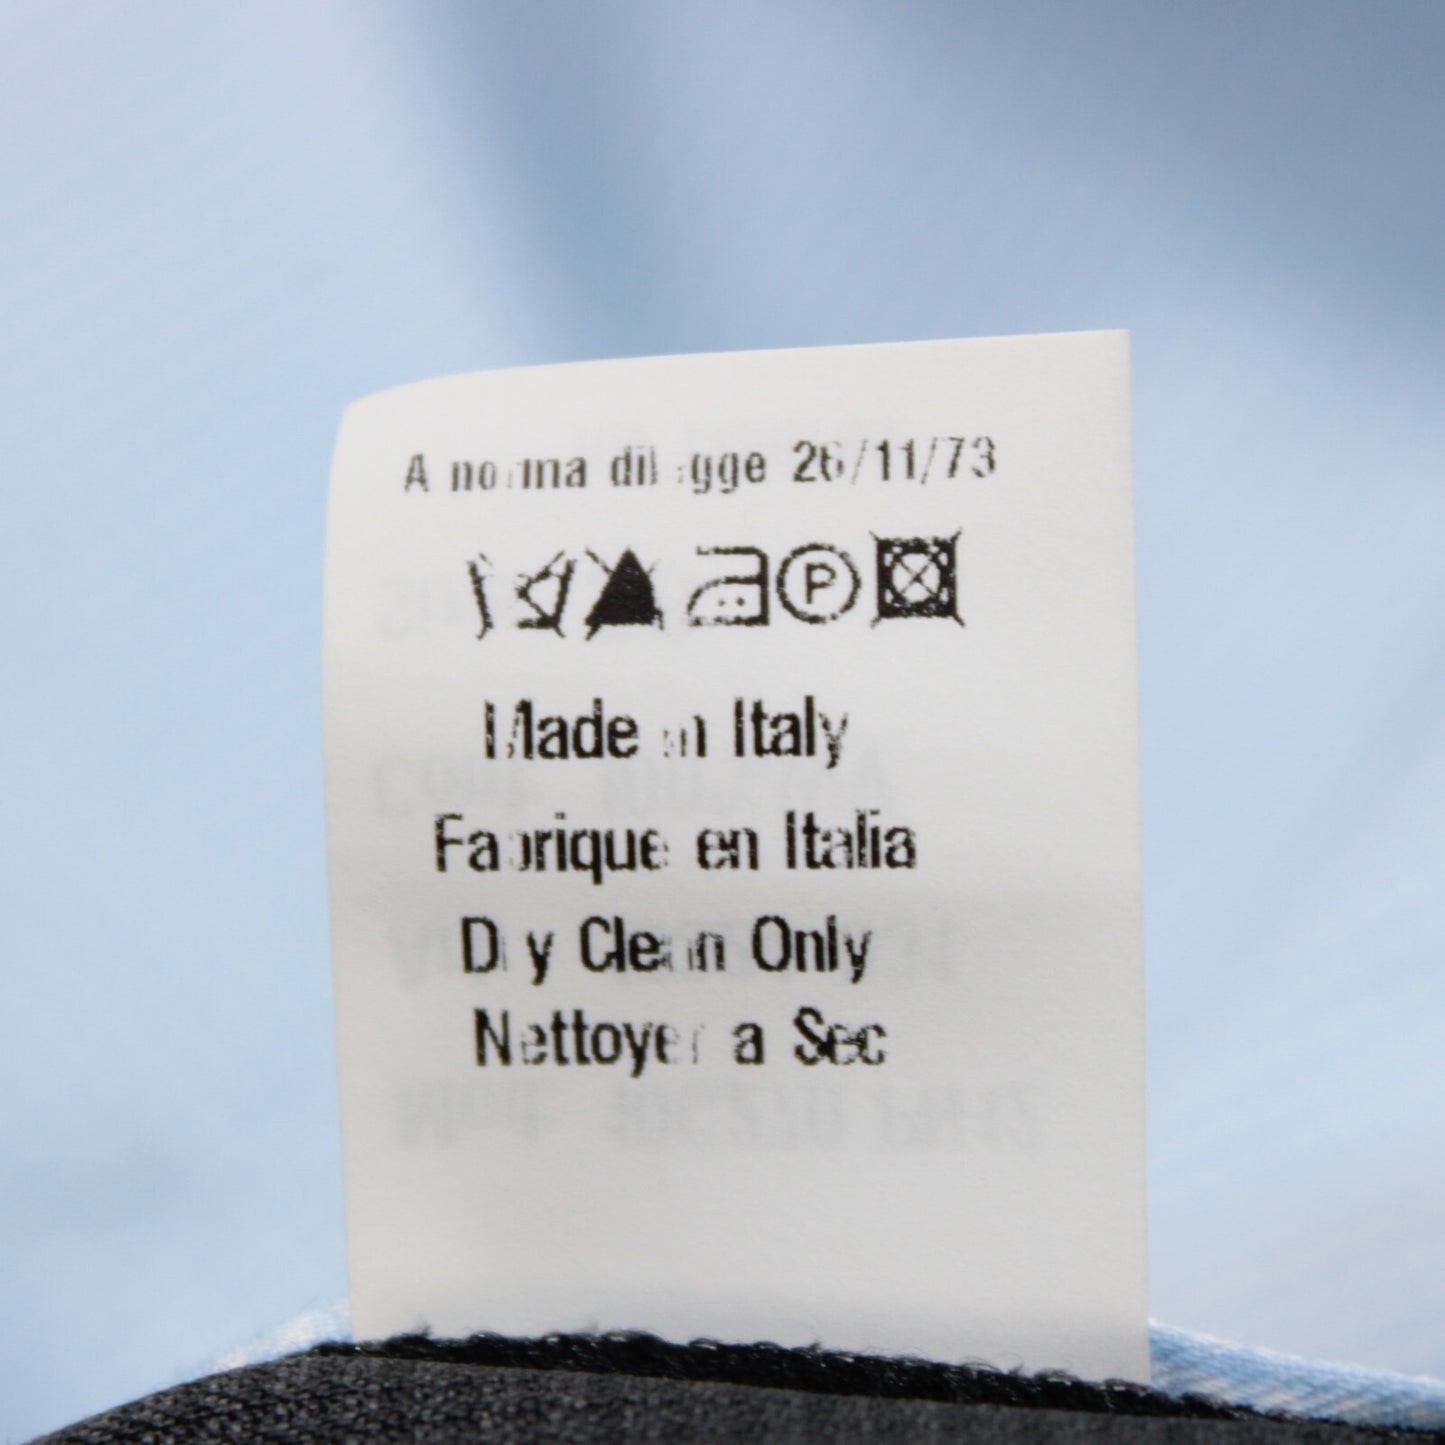 A norma di legge 26/11/73
P
Made in Italy
Fabrique en Italia
Dry Clean Only
Nettoyer a Sec